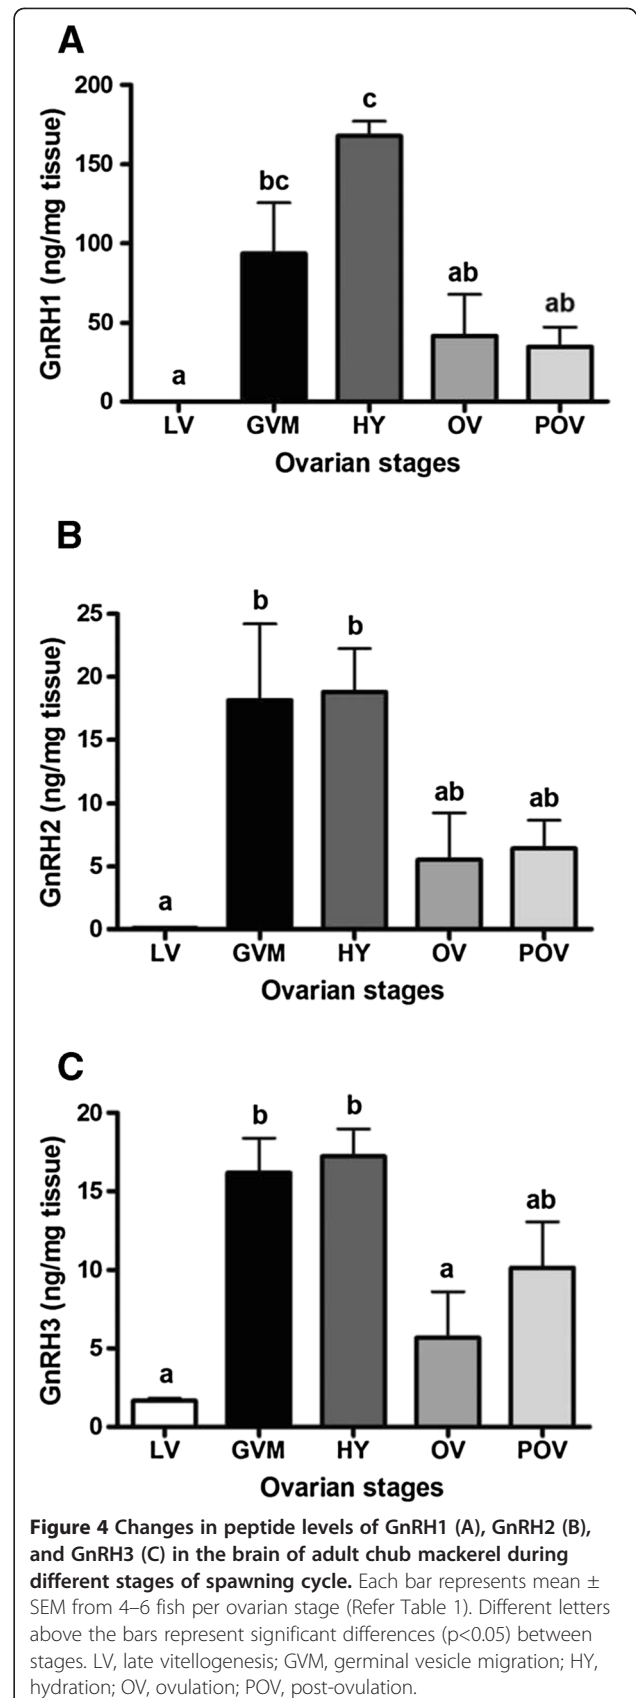 A
200
150
100
50
0
GnRH1 (ng/mg tissue)
a
bc
c
ab
ab
LV GVM HY OV POV
Ovarian stages
B
25
20
15
10
5
0
GnRH2 (ng/mg tissue)
a
b
b
ab
ab
LV GVM HY OV POV
Ovarian stages
C
20
15
10
5
0
GnRH3 (ng/mg tissue)
a
b
b
a
ab
LV GVM HY OV POV
Ovarian stages
Figure 4 Changes in peptide levels of GnRH1 (A), GnRH2 (B),
and GnRH3 (C) in the brain of adult chub mackerel during
different stages of spawning cycle. Each bar represents mean ±
SEM from 4–6 fish per ovarian stage (Refer Table 1). Different letters
above the bars represent significant differences (p<0.05) between
stages. LV, late vitellogenesis; GVM, germinal vesicle migration; HY,
hydration; OV, ovulation; POV, post-ovulation.